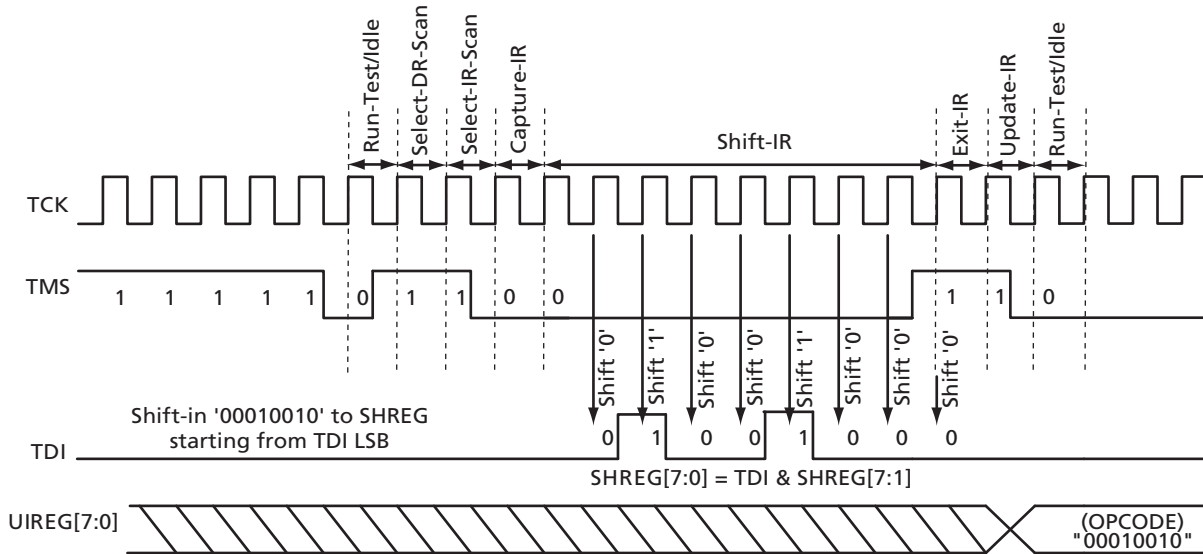 Run-Test/Idle
Select-DR-Scan
Select-IR-Scan
Capture-IR
Shift-IR
Exit-IR
Update-IR
Run-Test/Idle
TCK
TMS
1 1 1 1 1 0 1 1 0 0 1 1 0
Shift '0'
Shift '1'
Shift '0'
Shift '0'
Shift '1'
Shift '0'
Shift '0'
Shift '0'
Shift-in '00010010' to SHREG
starting from TDI LSB
TDI
0 1 0 0 1 0 0 0
SHREG[7:0] = TDI & SHREG[7:1]
UIREG[7:0]
(OPCODE)
"00010010"